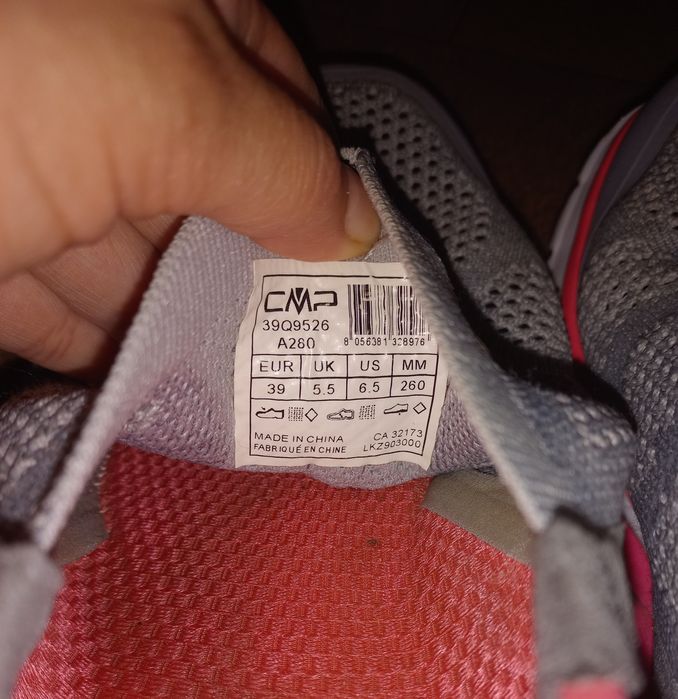 CMP
39Q9526
A280
8 056381 328976
EUR UK US MM
39 5.5 6.5 260
MADE IN CHINA CA 32173
FABRIQUÉ EN CHINE LKZ903000